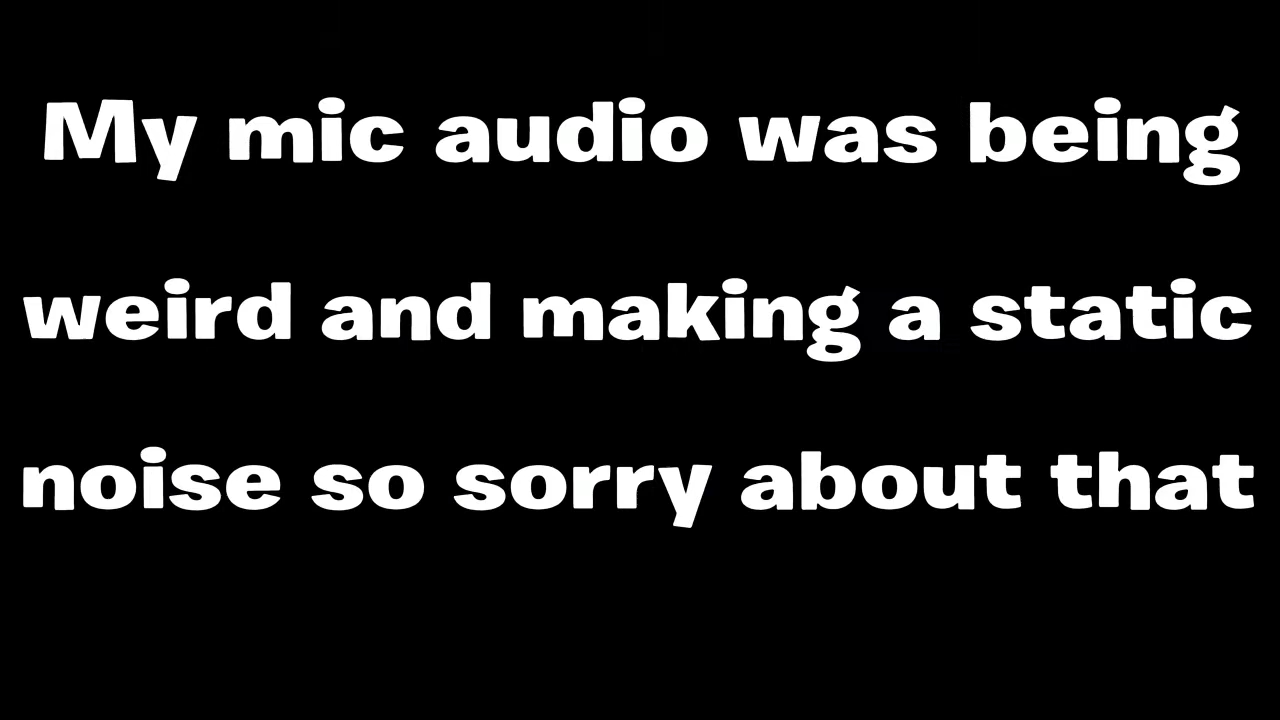 My mic audio was being
weird and making a static
noise so sorry about that